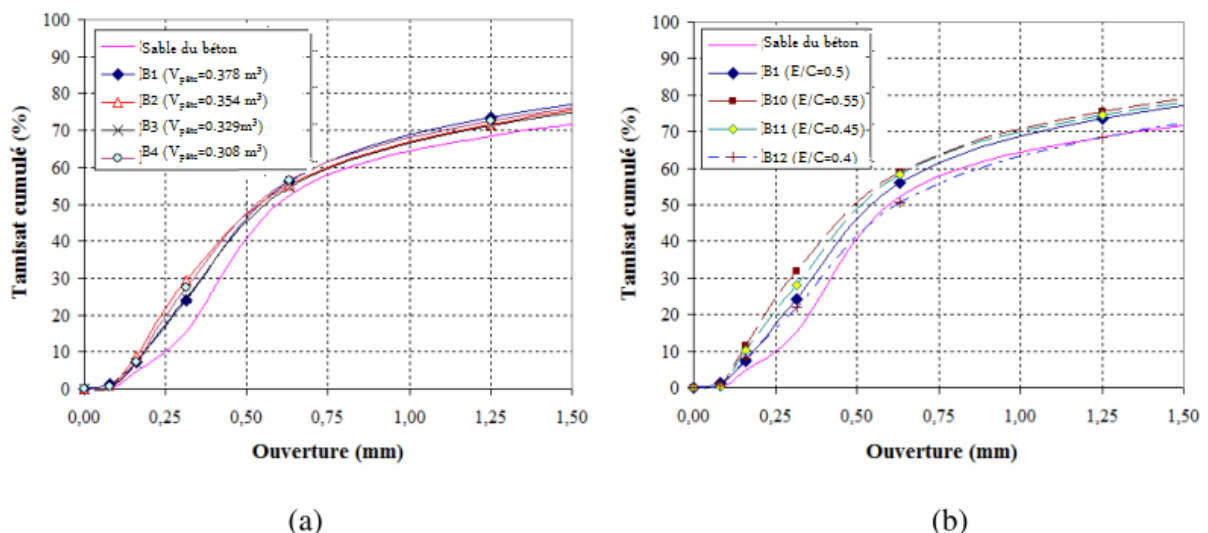 100
90
80
70
60
50
40
30
20
10
0
Tamisat cumulé (%)
Sable du béton
B1 (Vpâte=0.378 m³)
B2 (Vpâte=0.354 m³)
B3 (Vpâte=0.329m³)
B4 (Vpâte=0.308 m³)
0,00 0,25 0,50 0,75 1,00 1,25 1,50
Ouverture (mm)
(a)
100
90
80
70
60
50
40
30
20
10
0
Tamisat cumulé (%)
Sable du béton
B1 (E/C=0.5)
B10 (E/C=0.55)
B11 (E/C=0.45)
B12 (E/C=0.4)
0,00 0,25 0,50 0,75 1,00 1,25 1,50
Ouverture (mm)
(b)